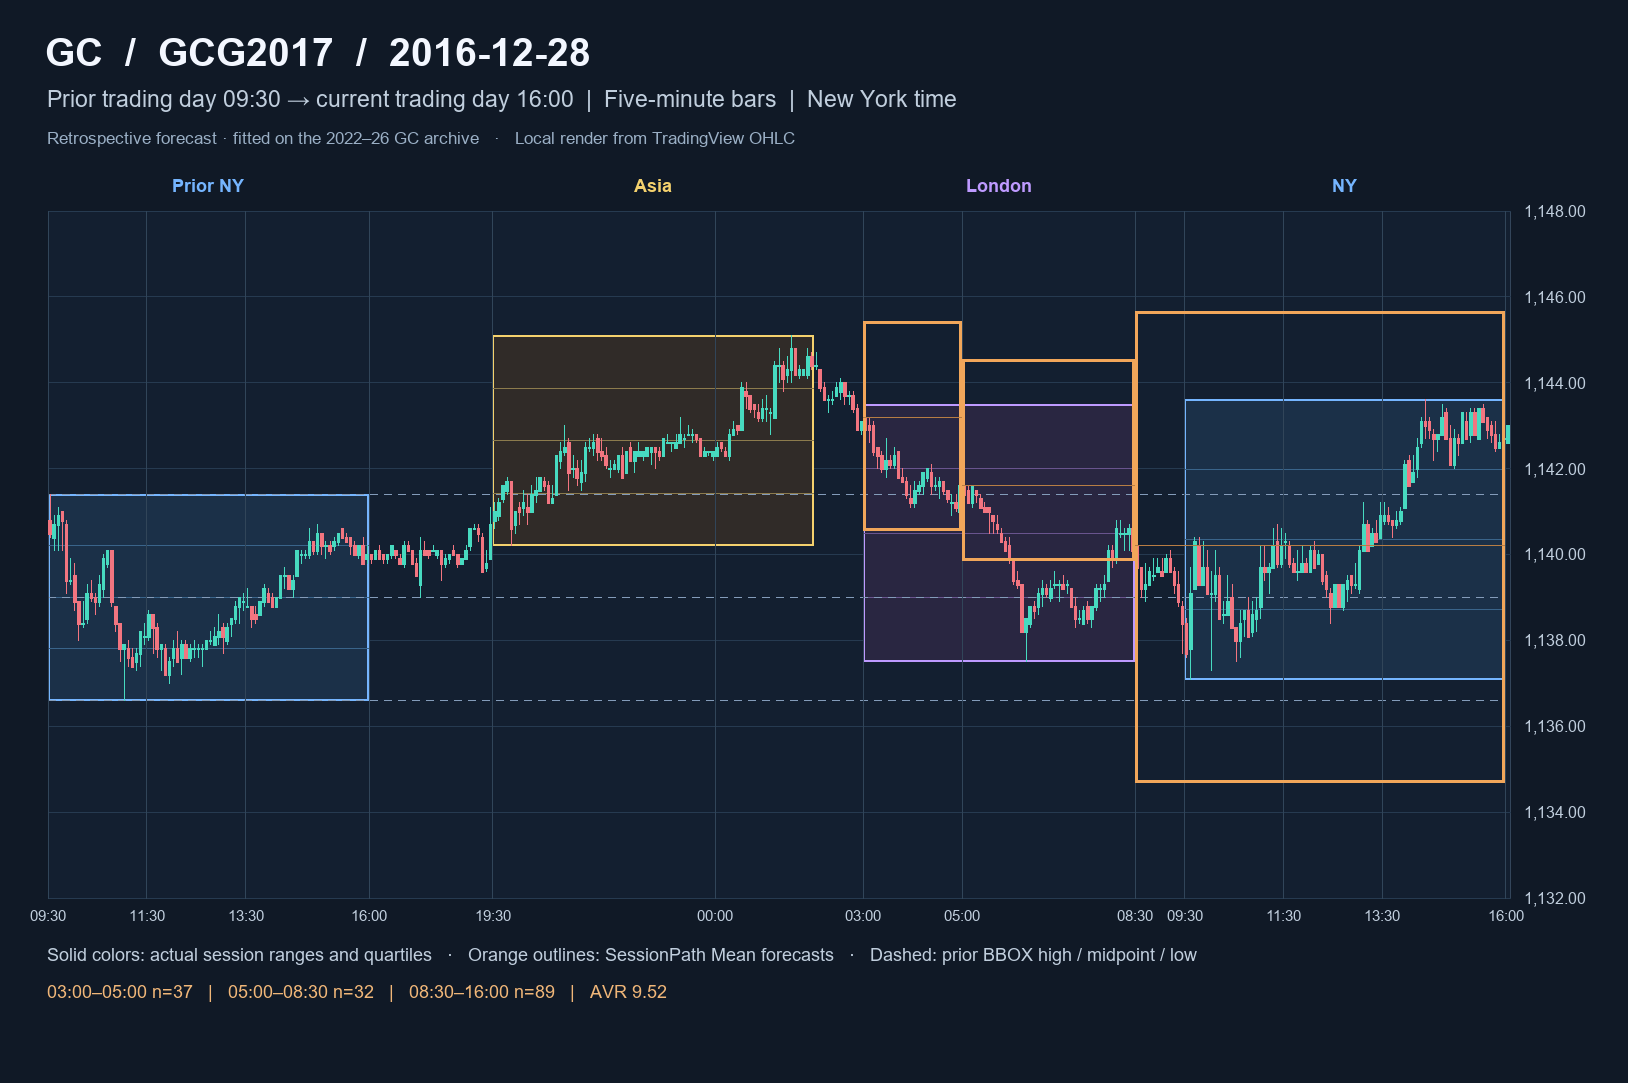 GC / GCG2017 / 2016-12-28
Prior trading day 09:30 → current trading day 16:00 | Five-minute bars | New York time
Retrospective forecast · fitted on the 2022–26 GC archive · Local render from TradingView OHLC
Prior NY Asia London NY
1,148.00
1,146.00
1,144.00
1,142.00
1,140.00
1,138.00
1,136.00
1,134.00
1,132.00
09:30 11:30 13:30 16:00 19:30 00:00 03:00 05:00 08:30 09:30 11:30 13:30 16:00
Solid colors: actual session ranges and quartiles · Orange outlines: SessionPath Mean forecasts · Dashed: prior BBOX high / midpoint / low
03:00–05:00 n=37 | 05:00–08:30 n=32 | 08:30–16:00 n=89 | AVR 9.52